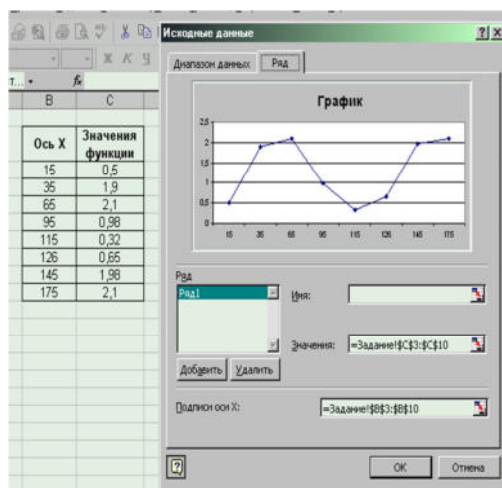 Исходные данные
Диапазон данных
Ряд
Ж К Ч
fx
B C
Ось X
Значения
функции
15 0,5
35 1,9
65 2,1
95 0,98
115 0,32
126 0,65
145 1,98
175 2,1
График
2,5
2
1,5
1
0,5
0
15 35 65 95 115 126 145 175
Ряд
Ряд1
Имя:
Значения:
=Задание!$C$3:$C$10
Добавить
Удалить
Подписи оси X:
=Задание!$B$3:$B$10
OK
Отмена